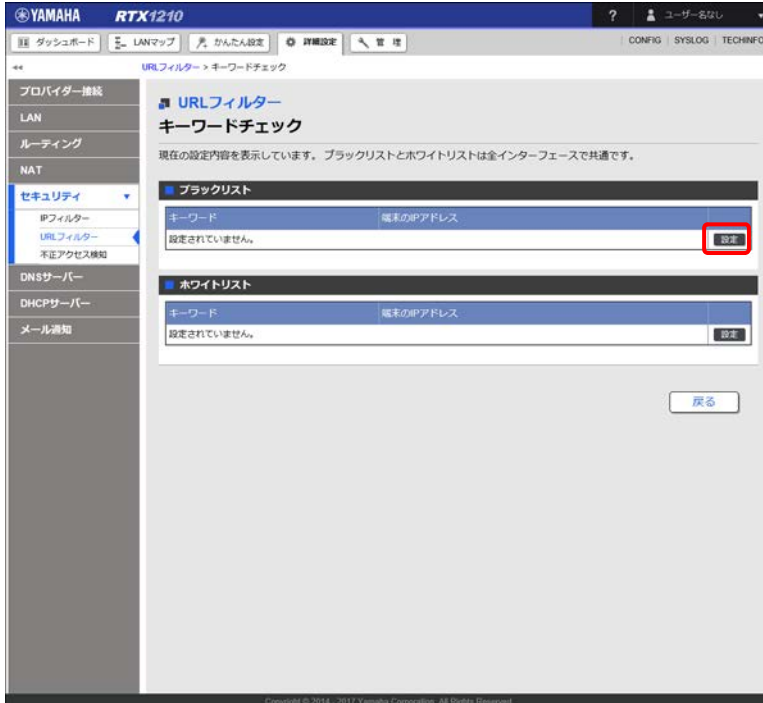 YAMAHA RTX1210 ? ユーザー名なし
ダッシュボード LANマップ かんたん設定 詳細設定 管理 CONFIG SYSLOG TECHINFO
URLフィルター > キーワードチェック
プロバイダー接続
LAN
ルーティング
NAT
セキュリティ
IPフィルター
URLフィルター
不正アクセス検知
DNSサーバー
DHCPサーバー
メール通知
URLフィルター
キーワードチェック
現在の設定内容を表示しています。 ブラックリストとホワイトリストは全インターフェースで共通です。
ブラックリスト
キーワード 端末のIPアドレス
設定されていません。 設定
ホワイトリスト
キーワード 端末のIPアドレス
設定されていません。 設定
戻る
Copyright © 2014 - 2017 Yamaha Corporation. All Rights Reserved.